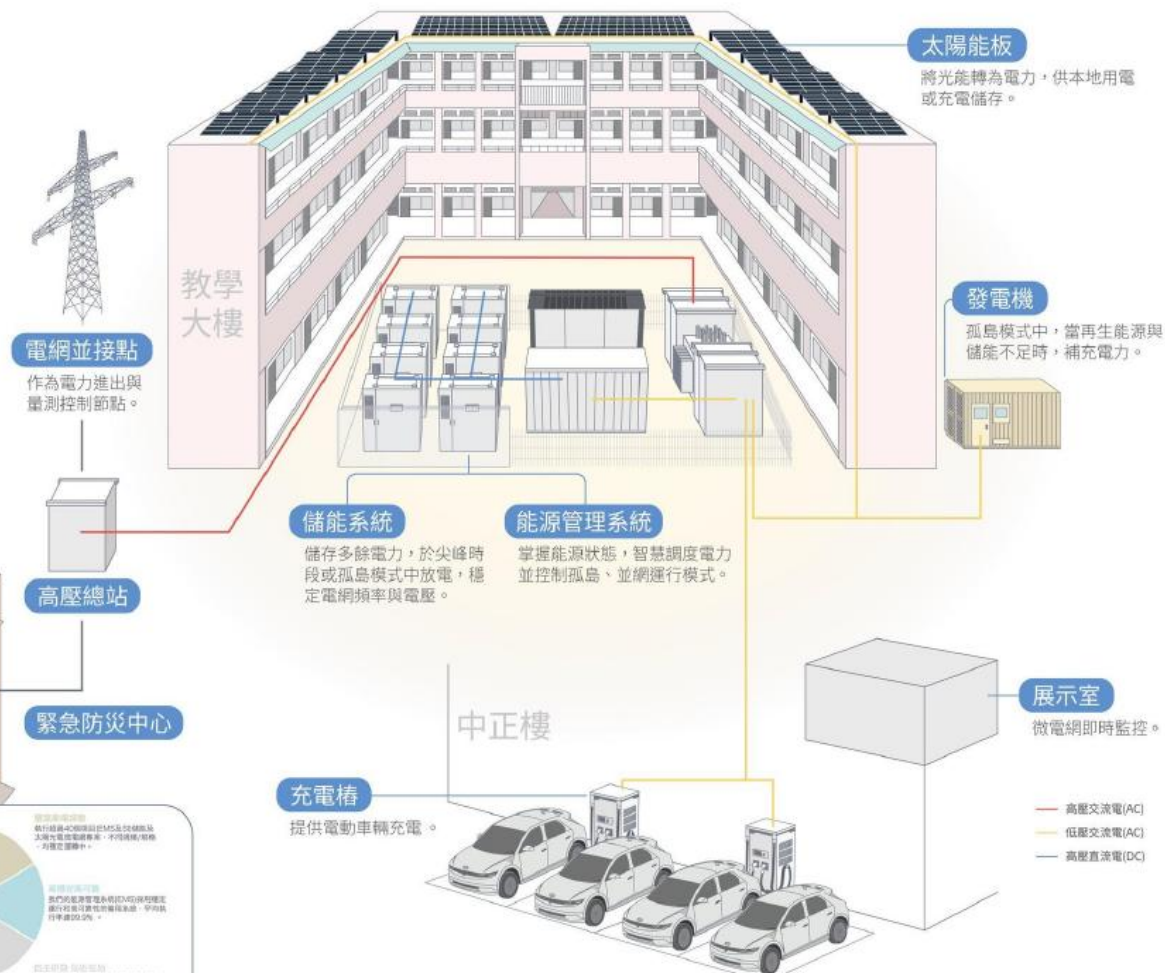 太陽能板
將光能轉為電力，供本地用電
或充電儲存。
教學
大樓
電網並接點
作為電力進出與
量測控制節點。
發電機
孤島模式中，當再生能源與
儲能不足時，補充電力。
儲能系統
儲存多餘電力，於尖峰時
段或孤島模式中放電，穩
定電網頻率與電壓。
能源管理系統
掌握能源狀態，智慧調度電力
並控制孤島、並網運行模式。
高壓總站
緊急防災中心
中正樓
展示室
微電網即時監控。
充電樁
提供電動車輛充電。
高壓交流電(AC)
低壓交流電(AC)
高壓直流電(DC)